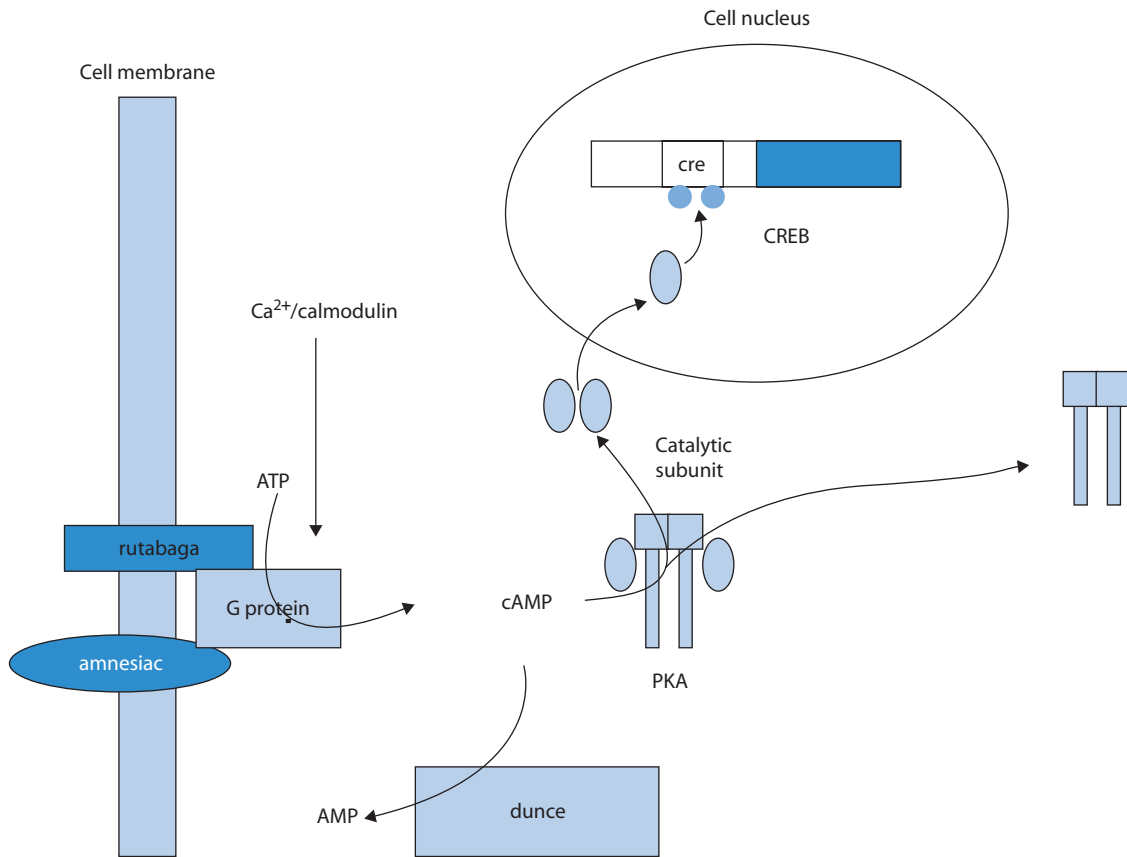 Cell nucleus
Cell membrane
cre
CREB
Ca²⁺/calmodulin
Catalytic
subunit
ATP
rutabaga
G protein
cAMP
amnesiac
PKA
AMP
dunce